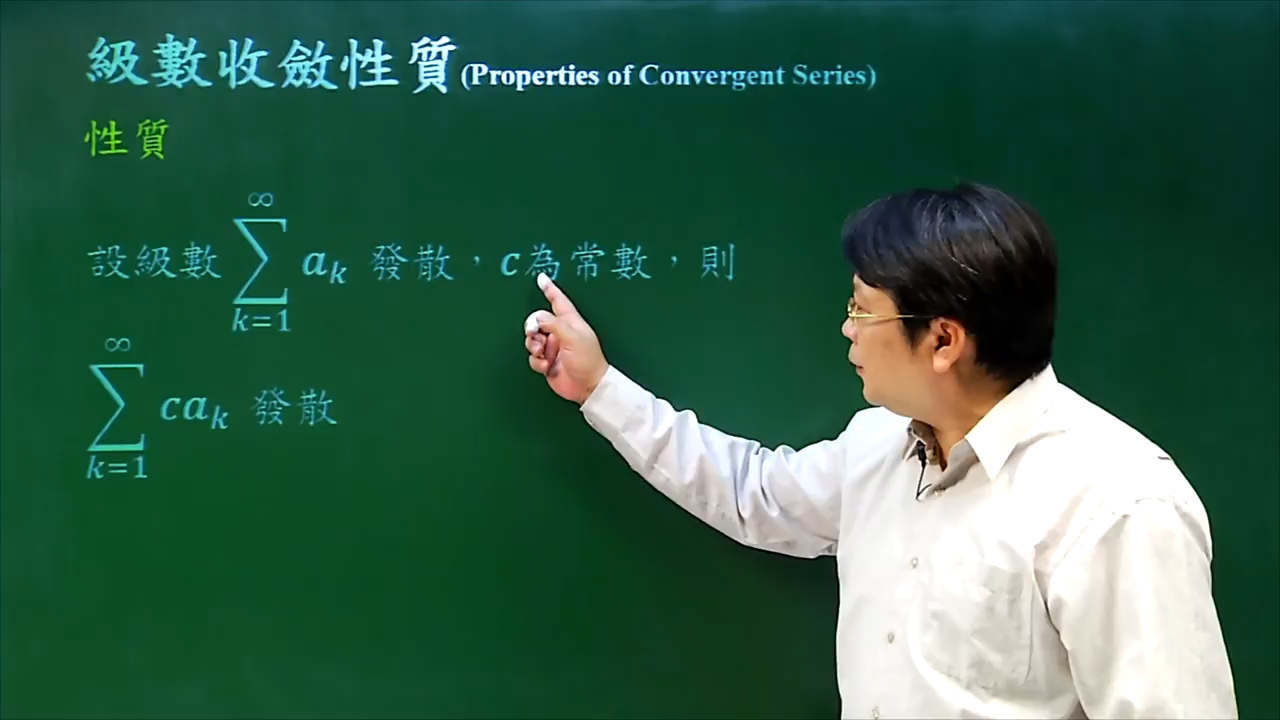 級數收斂性質(Properties of Convergent Series)
性質
設級數 ∑_{k=1}^{∞} a_k 發散，c為常數，則
∑_{k=1}^{∞} ca_k 發散